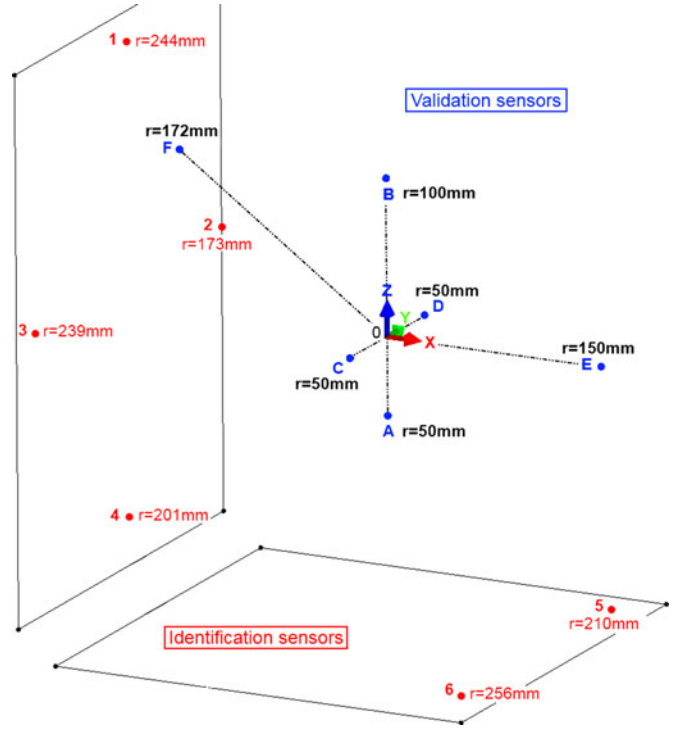 1 r=244mm
Validation sensors
r=172mm
F
B r=100mm
2
r=173mm
Z
r=50mm
D
Y
3 r=239mm
0
X
r=150mm
E
C
r=50mm
A r=50mm
4 r=201mm
5
r=210mm
Identification sensors
6 r=256mm